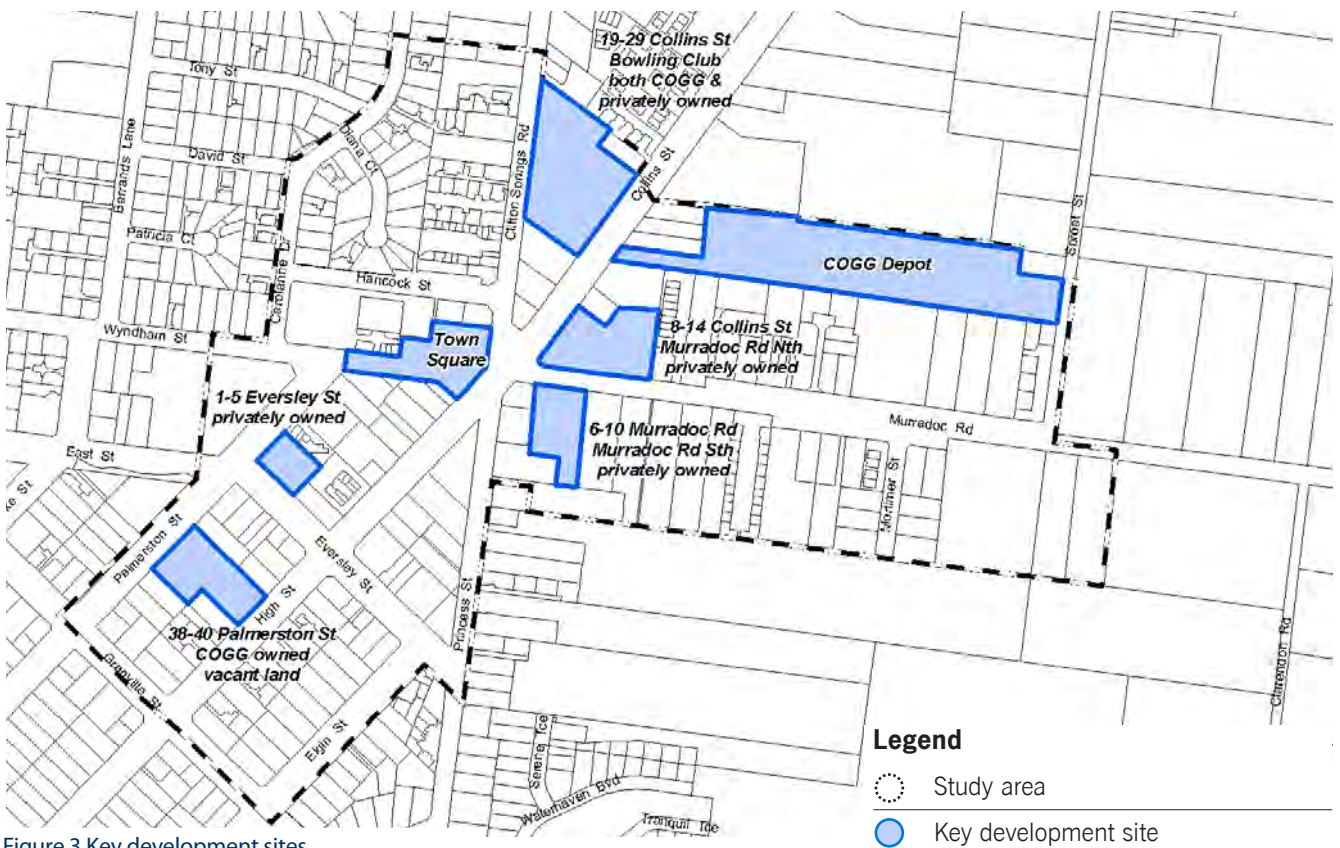 19-29 Collins St
Bowling Club
both COGG &
privately owned
Tony St
Clifton Springs Rd
Diana Ct
Barrands Lane
David St
Collins St
Patricia Ct
Carolanne Ct
COGG Depot
Hancock St
Wyndham St
Town
Square
8-14 Collins St
Murradoc Rd Nth
privately owned
1-5 Eversley St
privately owned
6-10 Murradoc Rd
Murradoc Rd Sth
privately owned
Murradoc Rd
East St
Mortimer St
Palmerston St
Eversley St
High St
Princess St
38-40 Palmerston St
COGG owned
vacant land
Granville St
Elgin St
Clarendon Rd
Serene Tce
Waterhaven Bvd
Tranquil Tce
Legend
Study area
Key development site
Figure 3 Key development sites